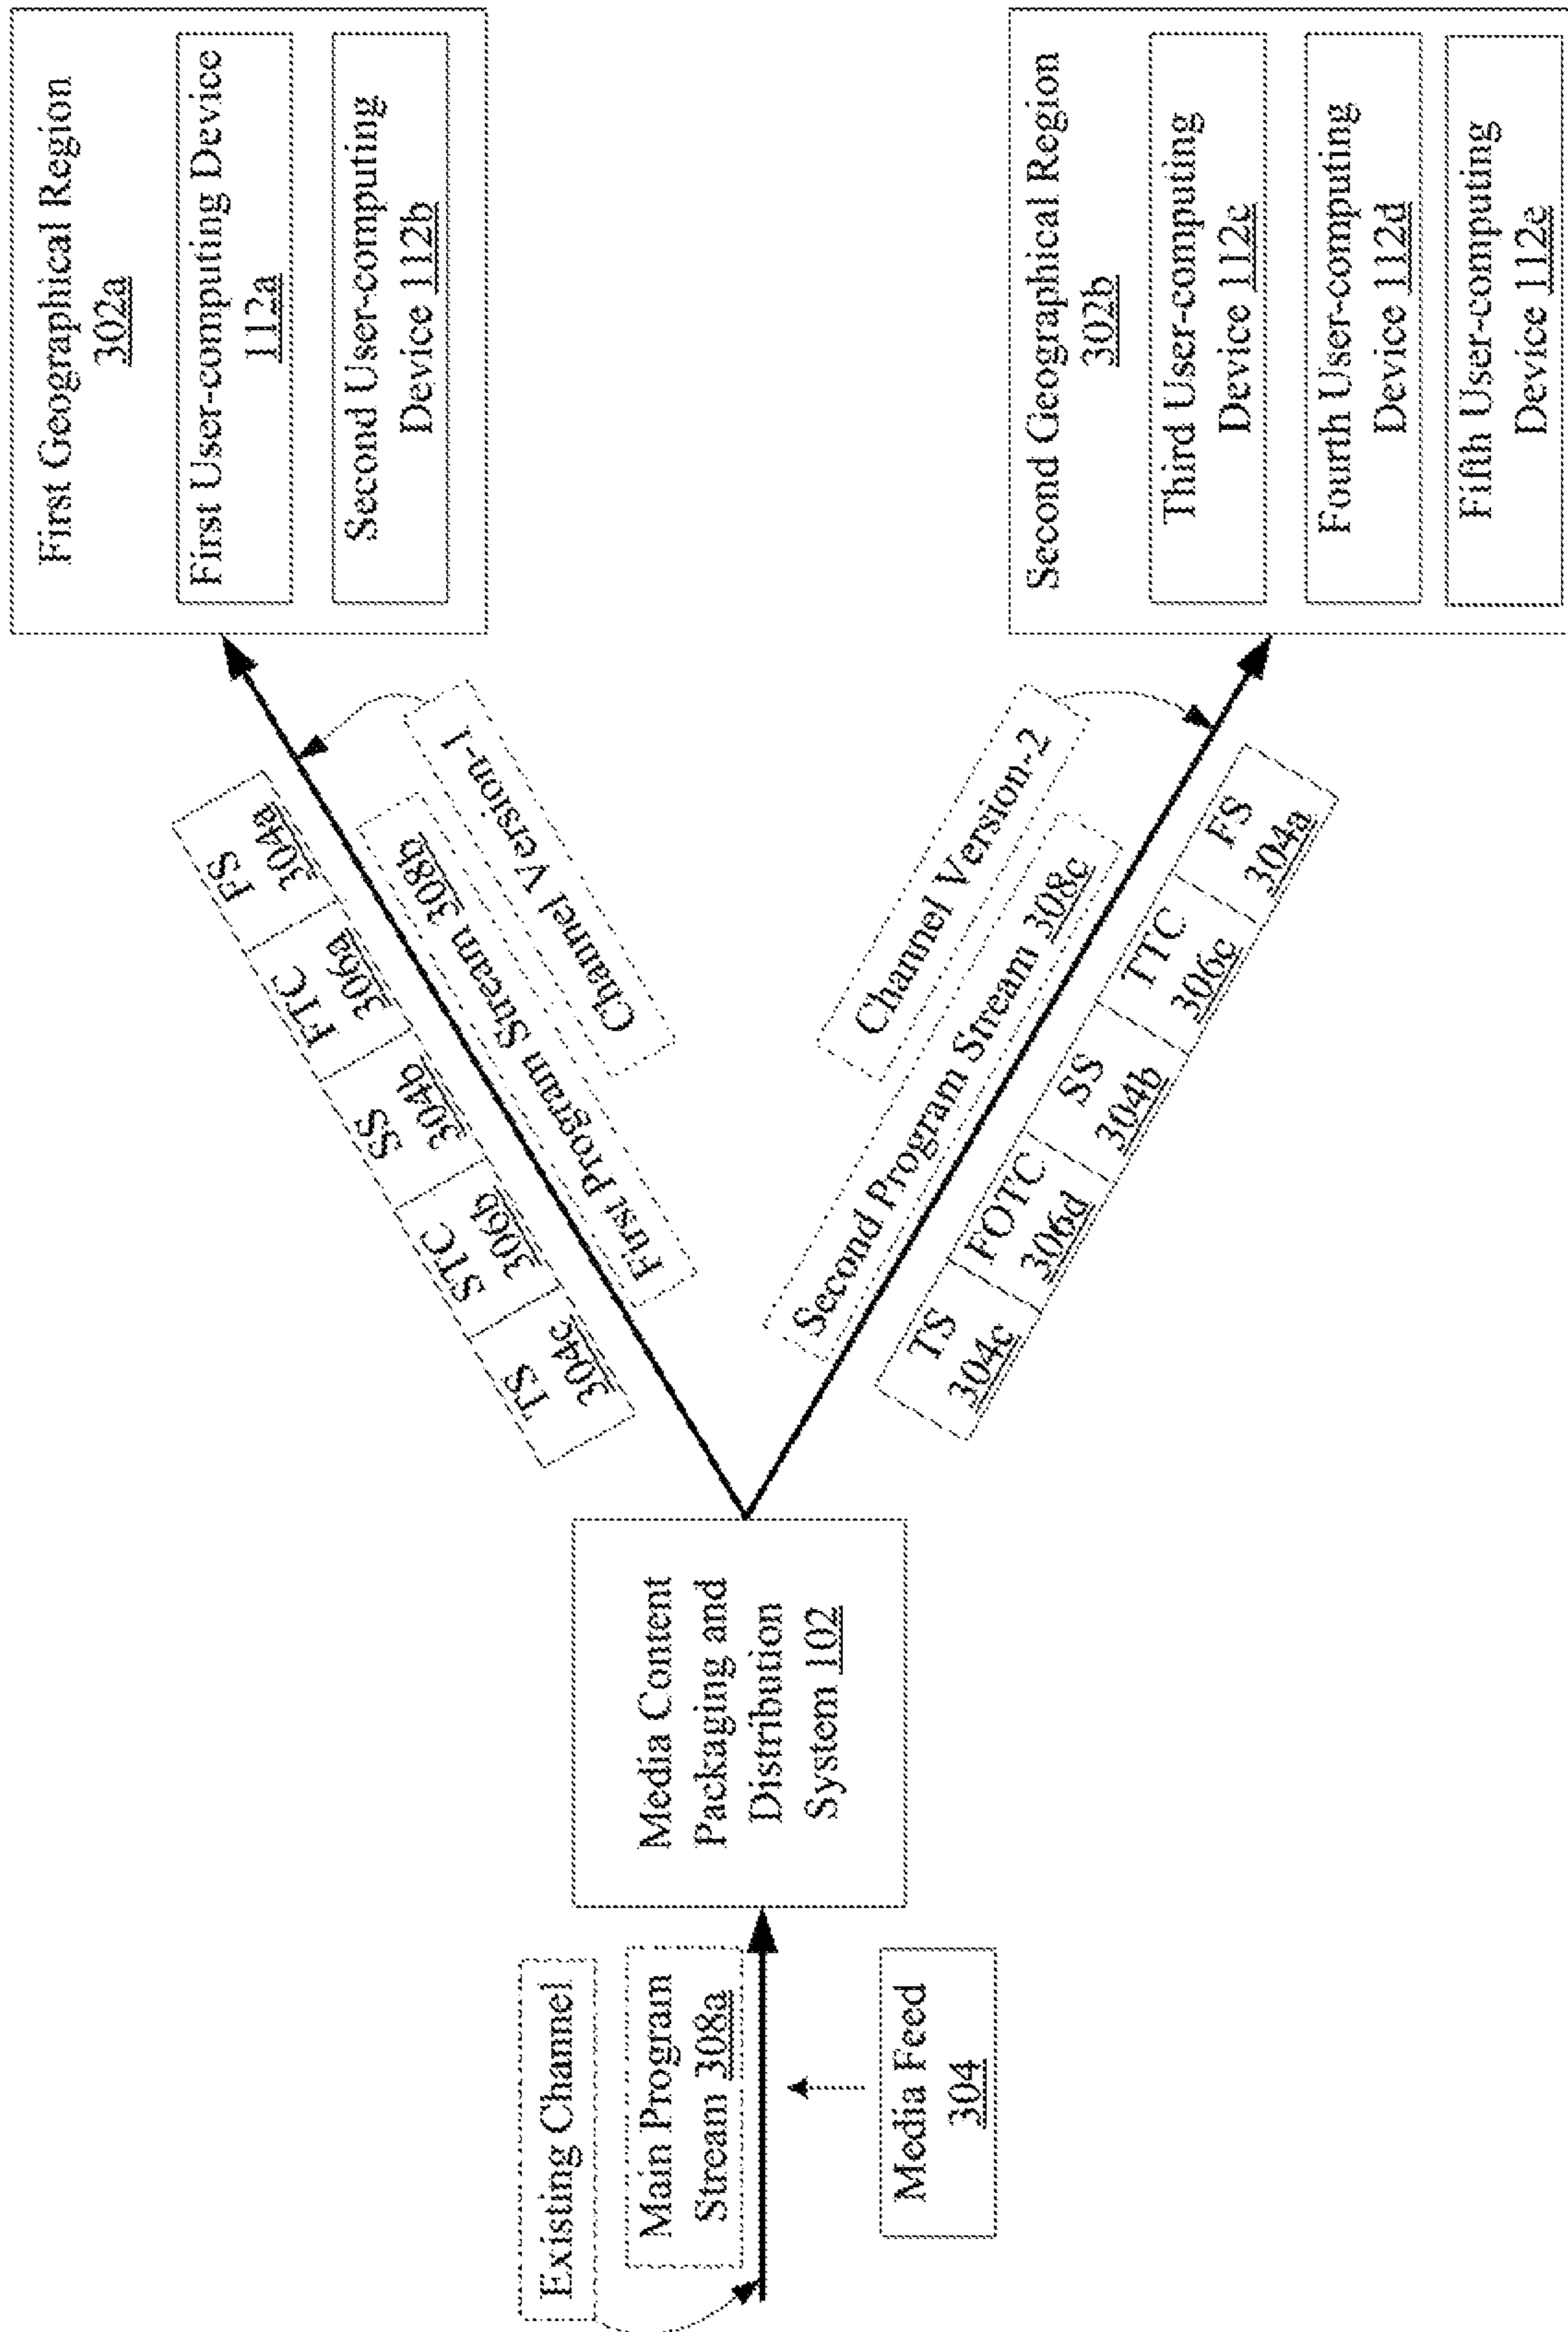 Existing Channel
Main Program
Stream 308a
Media Feed
304
Media Content
Packaging and
Distribution
System 102
TS
304c
STC
306b
SS
304b
FTC
306a
FS
304a
First Program Stream 308b
Channel Version-1
Channel Version-2
Second Program Stream 308c
TS
304c
FOTC
306d
SS
304b
TTC
306c
FS
304a
First Geographical Region
302a
First User-computing Device
112a
Second User-computing
Device 112b
Second Geographical Region
302b
Third User-computing
Device 112c
Fourth User-computing
Device 112d
Fifth User-computing
Device 112e